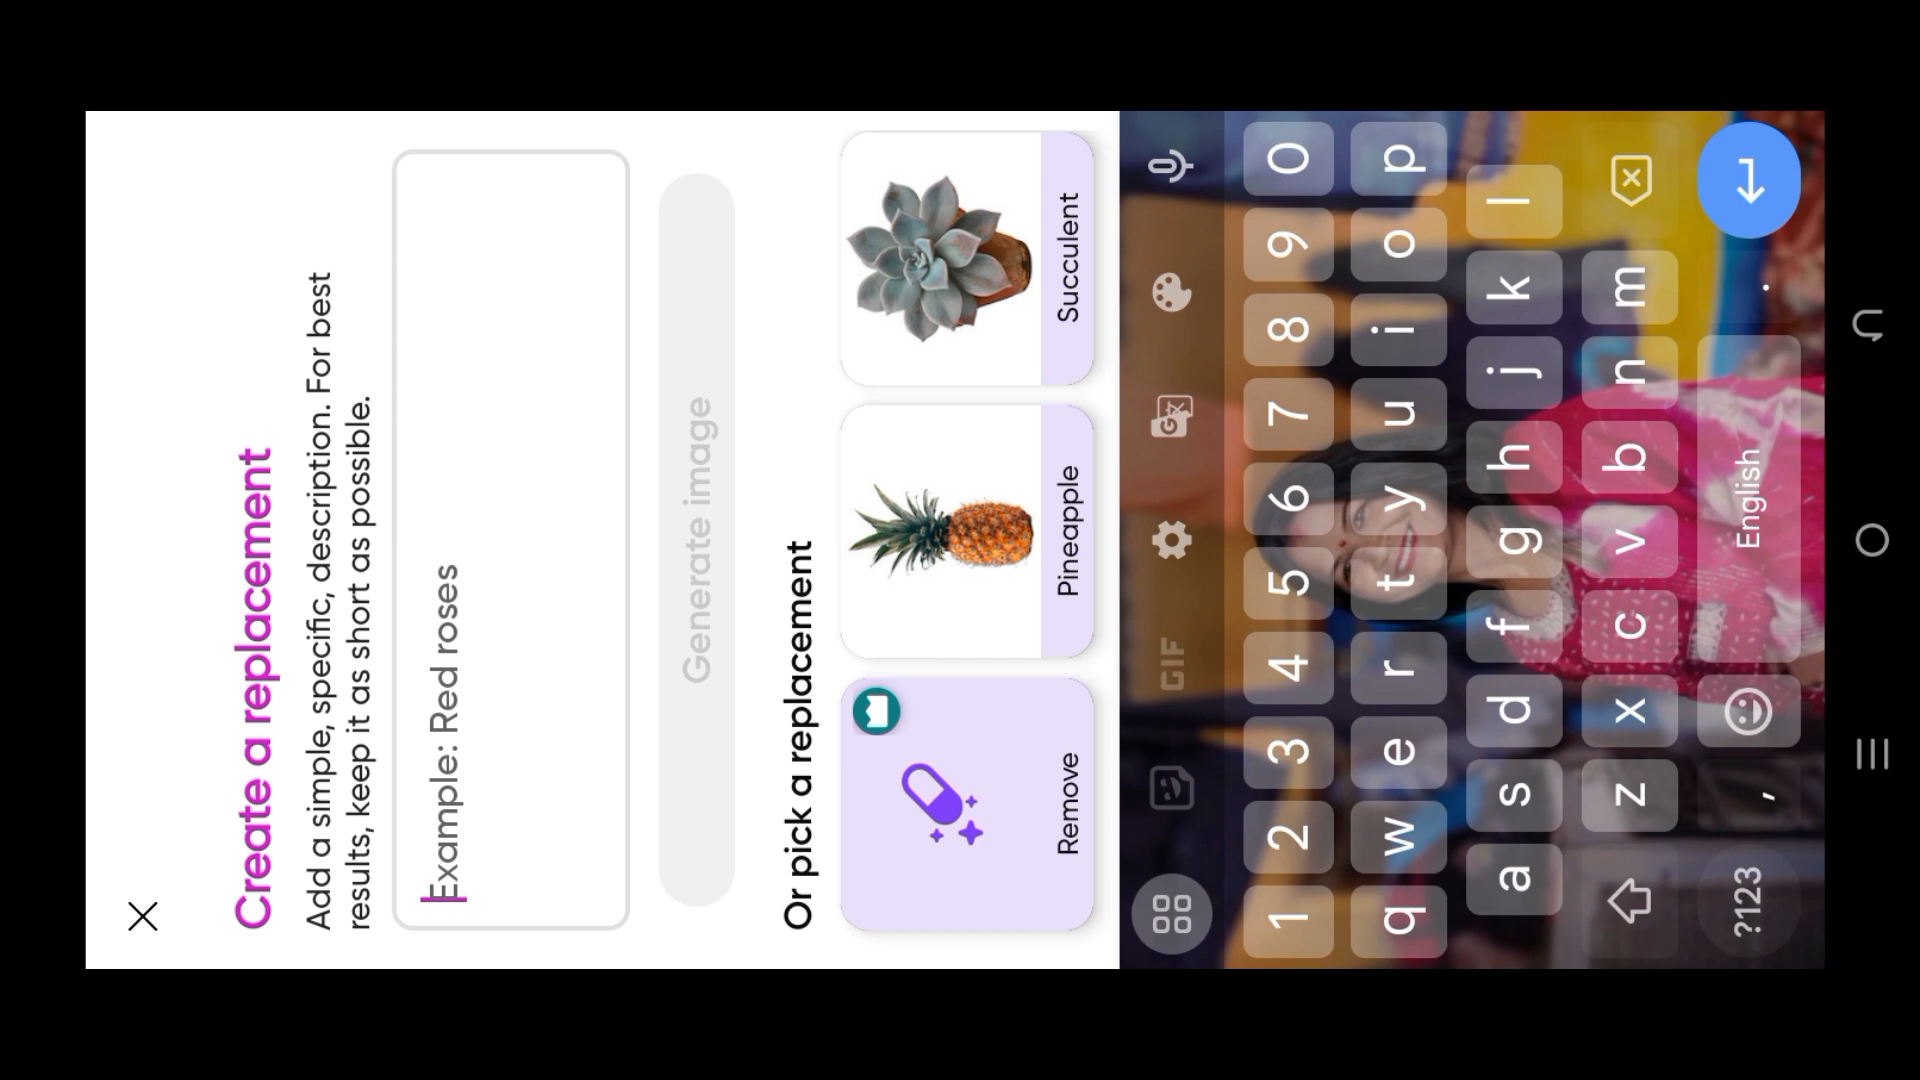 Create a replacement
Add a simple, specific, description. For best
results, keep it as short as possible.
Example: Red roses
Generate image
Or pick a replacement
Remove
Pineapple
Succulent
GIF
1 2 3 4 5 6 7 8 9 0
q w e r t y u i o p
a s d f g h j k l
z x c v b n m
?123 , English .